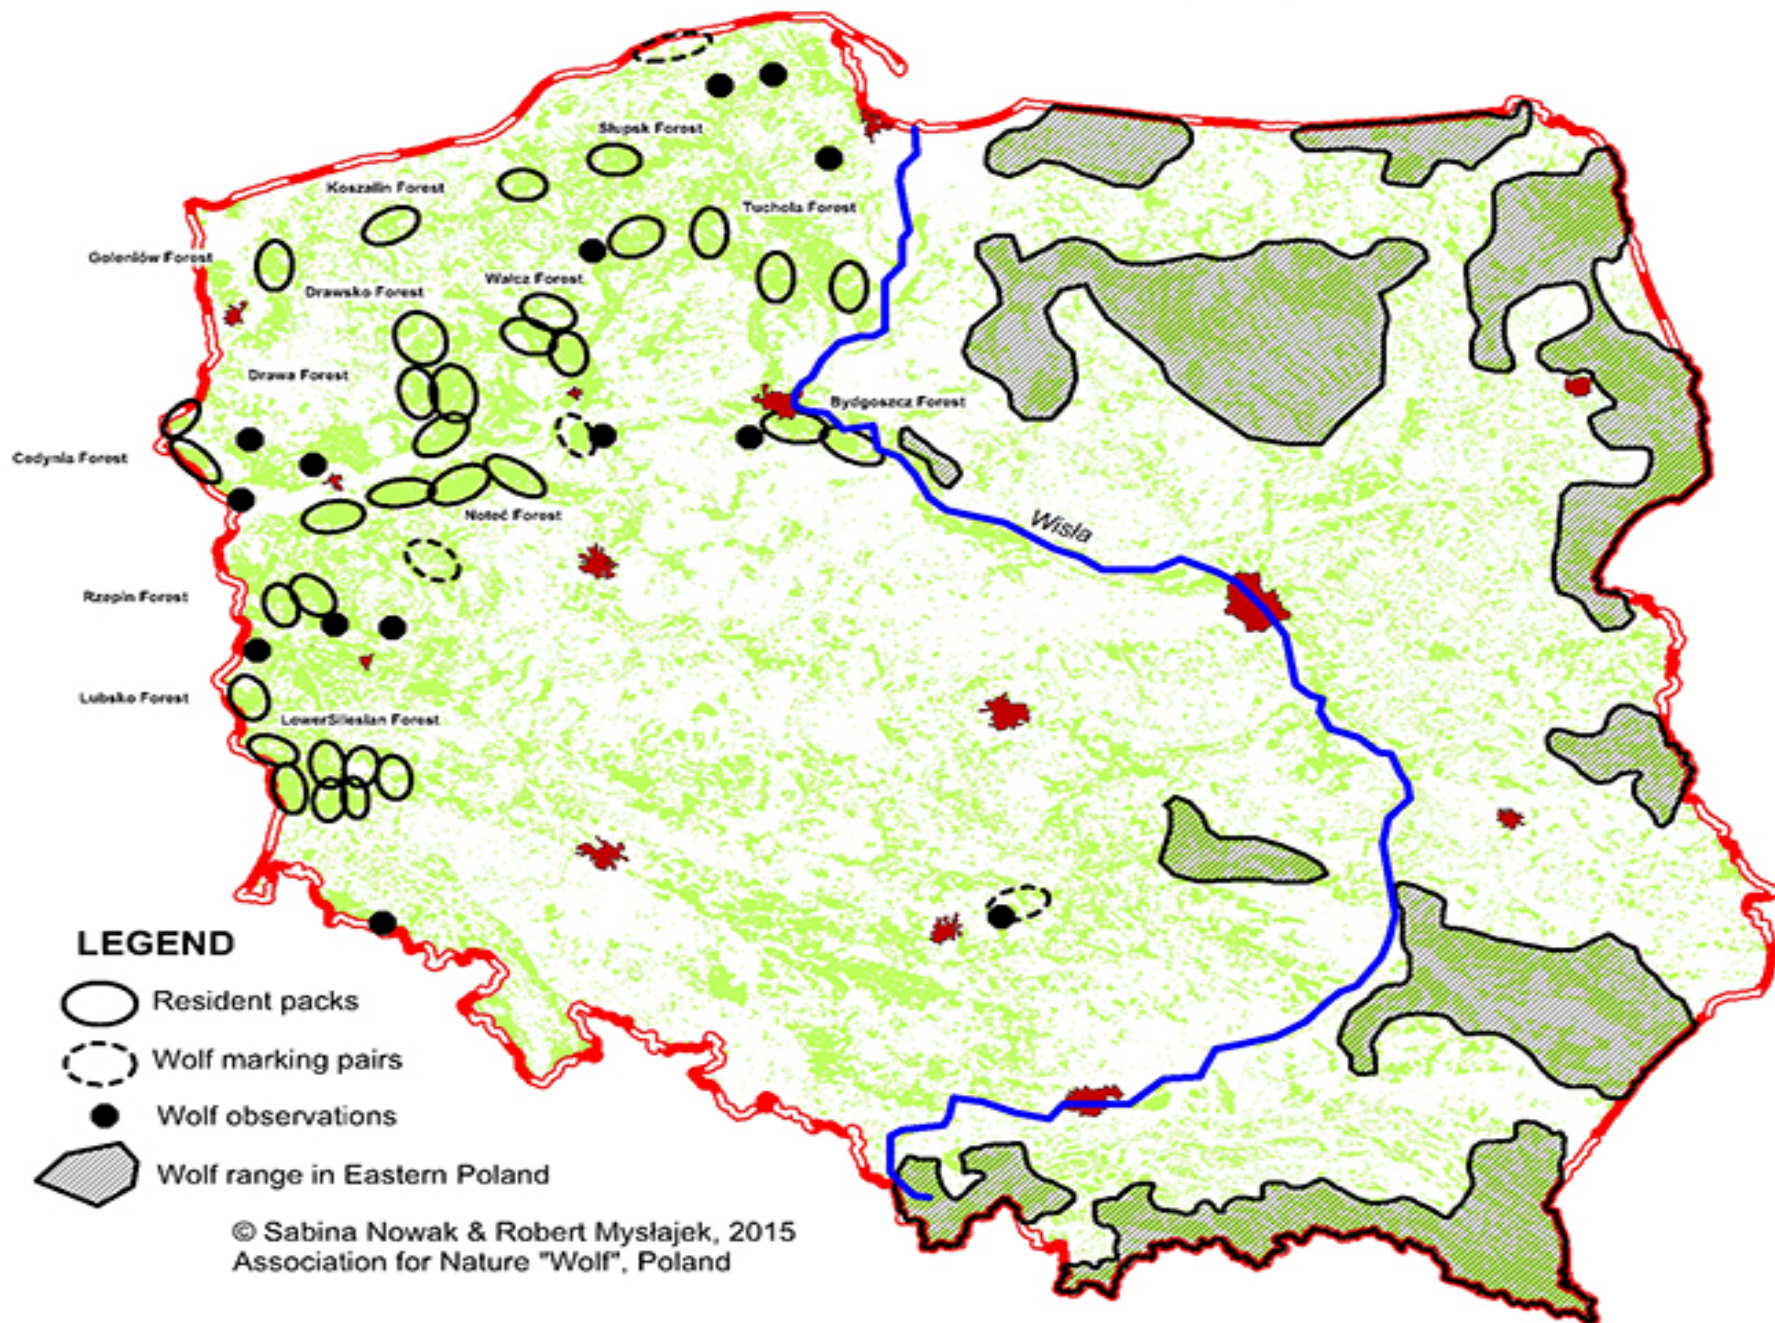 Słupsk Forest
Koszalin Forest
Tuchola Forest
Goleniów Forest
Wałcz Forest
Drawsko Forest
Drawa Forest
Bydgoszcz Forest
Cedynia Forest
Noteć Forest
Wisła
Rzepin Forest
Lubsko Forest
LowerSilesian Forest
LEGEND
Resident packs
Wolf marking pairs
Wolf observations
Wolf range in Eastern Poland
© Sabina Nowak & Robert Mysłajek, 2015
Association for Nature "Wolf", Poland